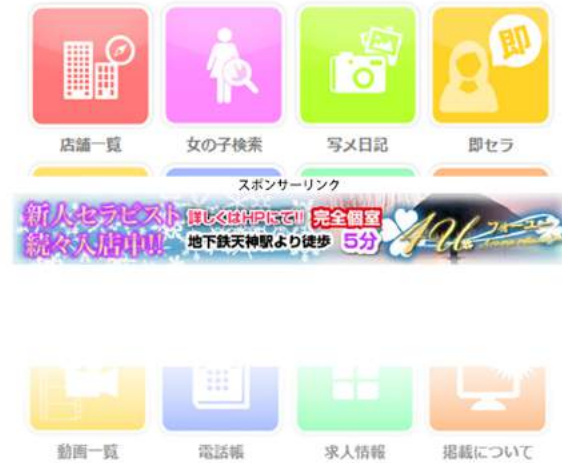 即
店舗一覧
女の子検索
写メ日記
即セラ
スポンサーリンク
新人セラピスト
続々入店中!!
詳しくはHPにて!! 完全個室
地下鉄天神駅より徒歩 5分
4U フォーユー
動画一覧
電話帳
求人情報
掲載について